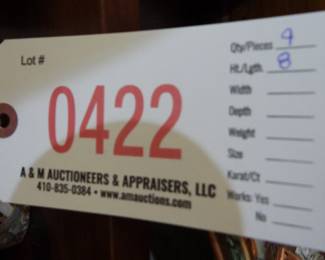 Lot #
0422
A & M AUCTIONEERS & APPRAISERS, LLC
410-835-0384 • www.amauctions.com
Qty/Pieces 9
Ht./Lgth. 8
Width
Depth
Weight
Size
Karat/Ct
Works: Yes
No